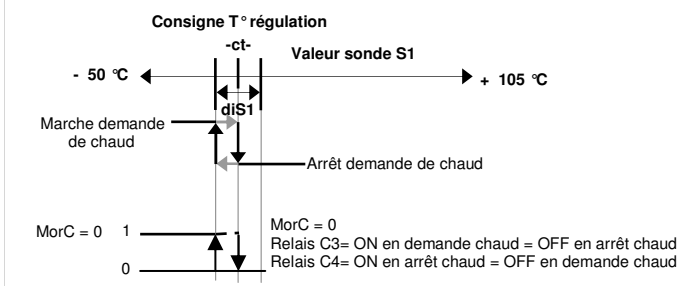 Consigne T° régulation
-ct-
Valeur sonde S1
- 50 °C
+ 105 °C
diS1
Marche demande
de chaud
Arrêt demande de chaud
MorC = 0 1
MorC = 0
Relais C3= ON en demande chaud = OFF en arrêt chaud
Relais C4= ON en arrêt chaud = OFF en demande chaud
0